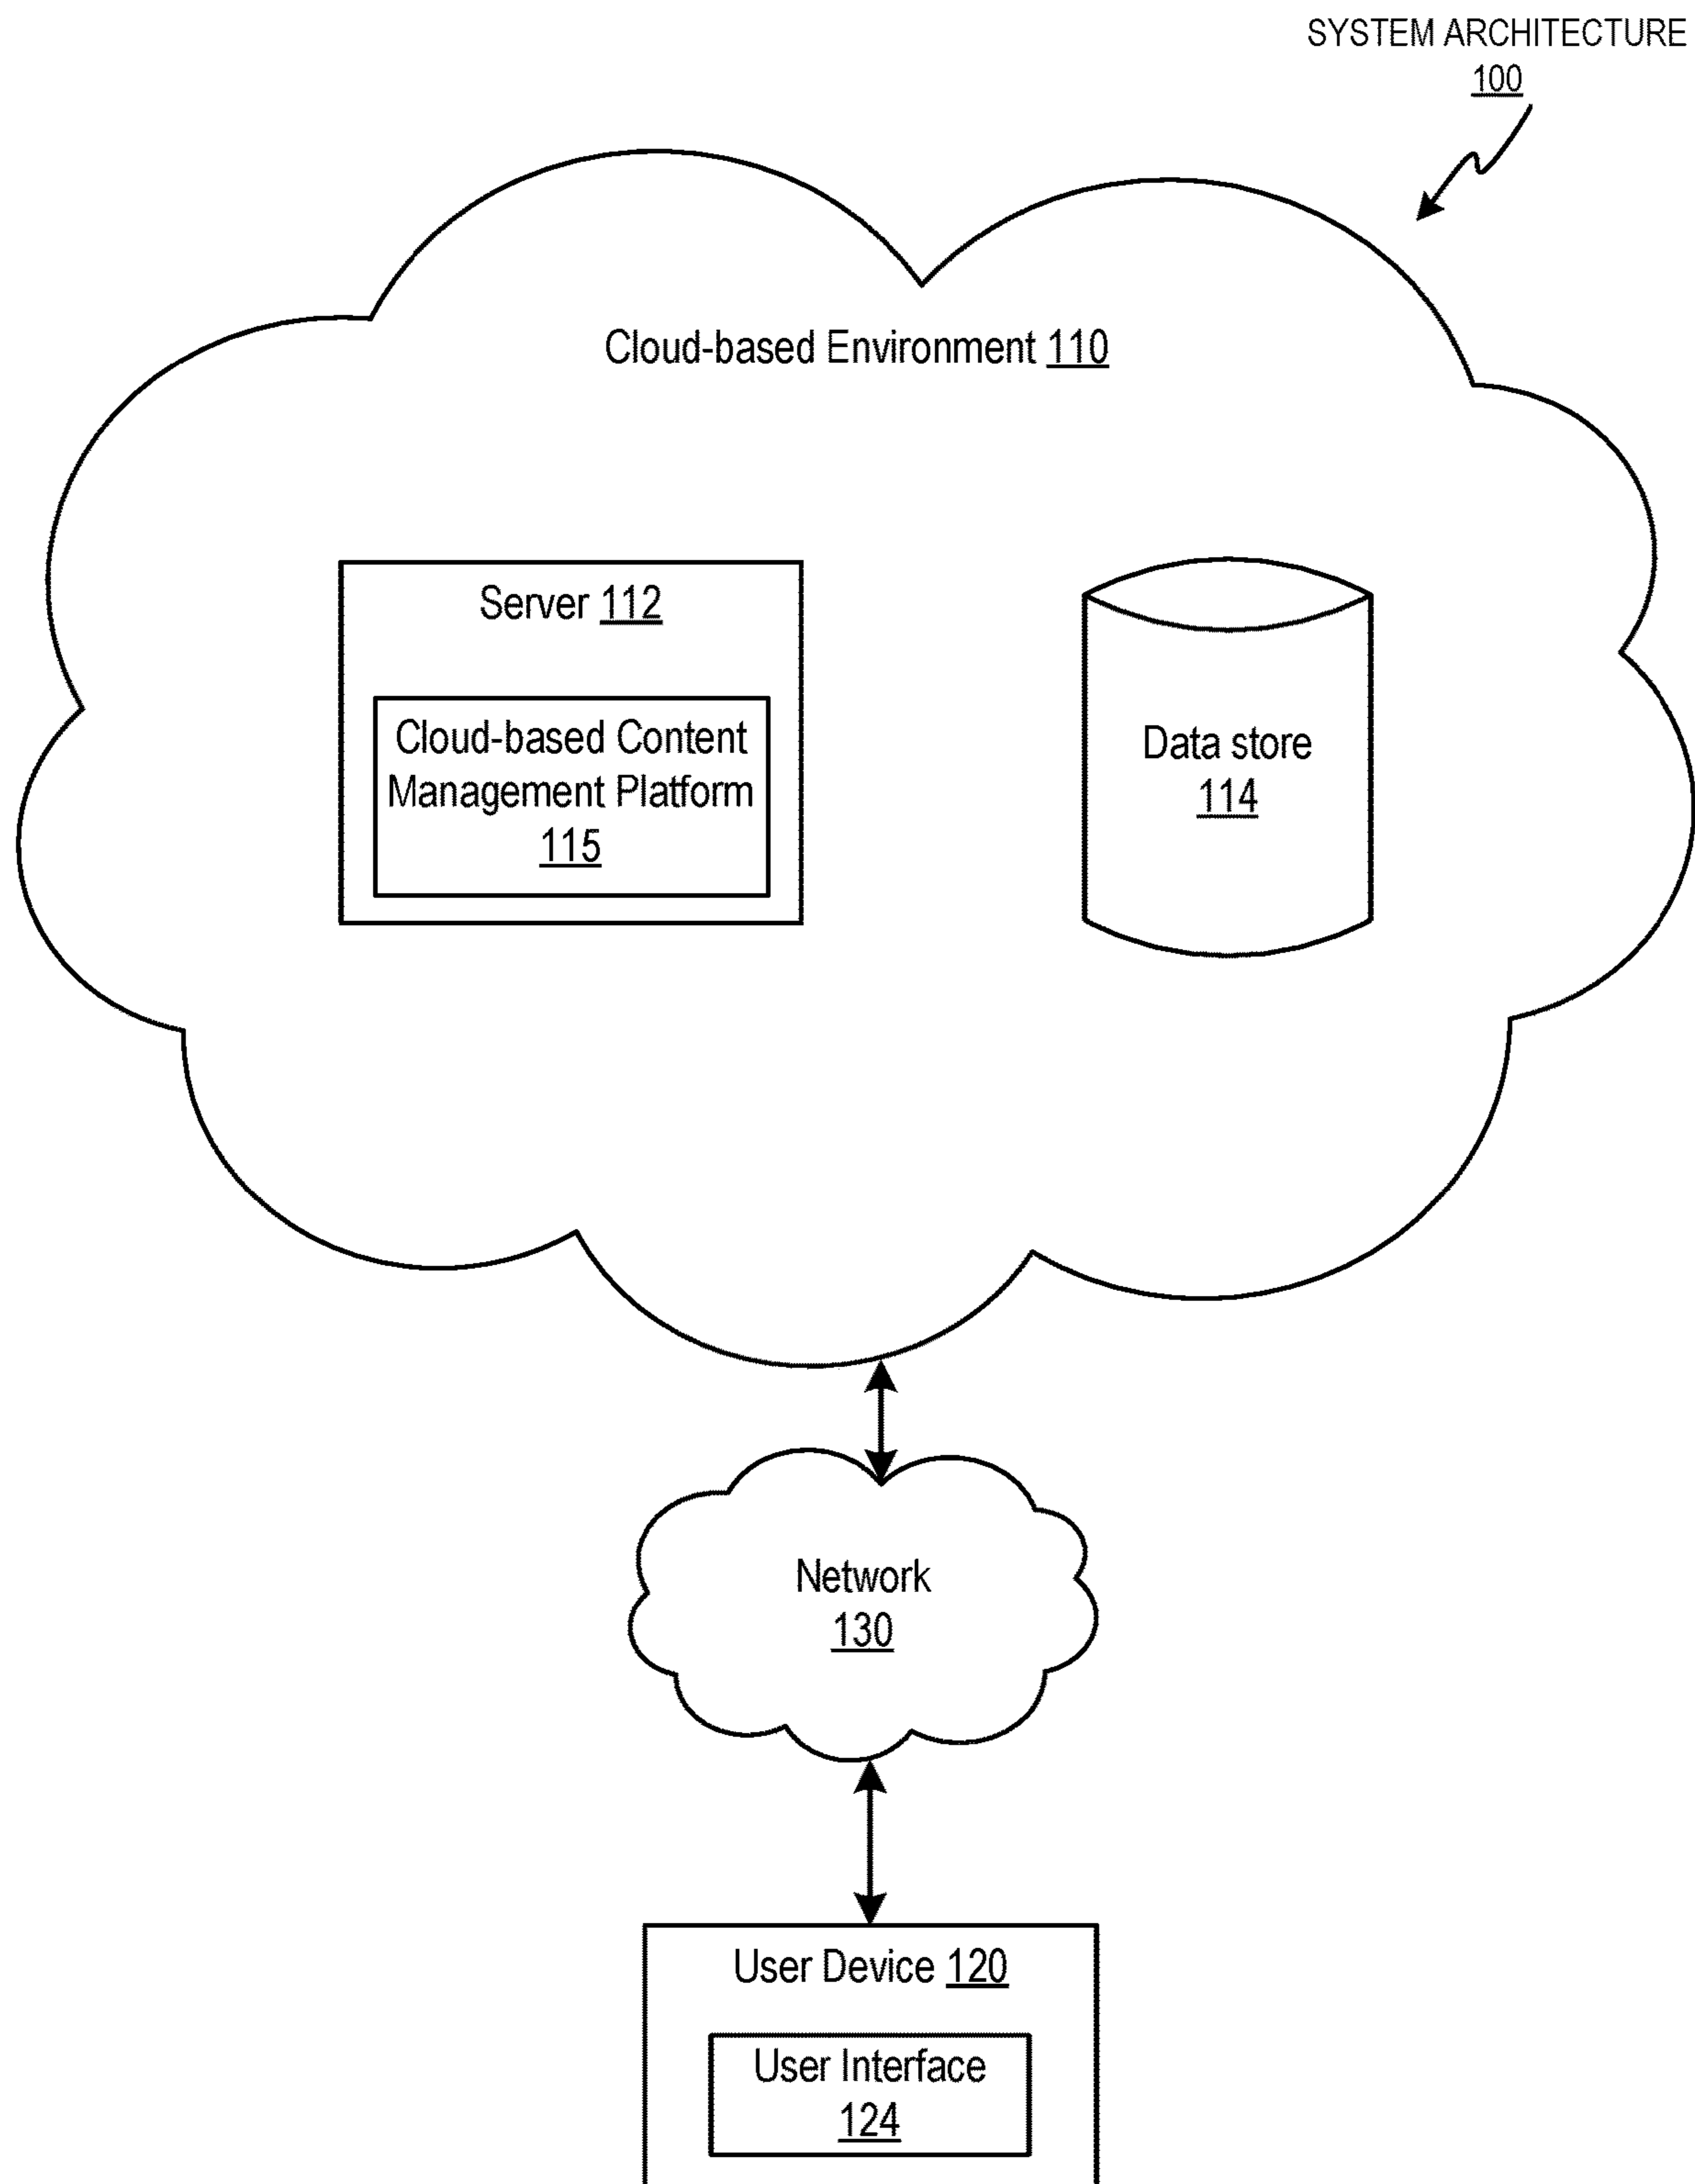 SYSTEM ARCHITECTURE
100
Cloud-based Environment 110
Server 112
Cloud-based Content
Management Platform
115
Data store
114
Network
130
User Device 120
User Interface
124